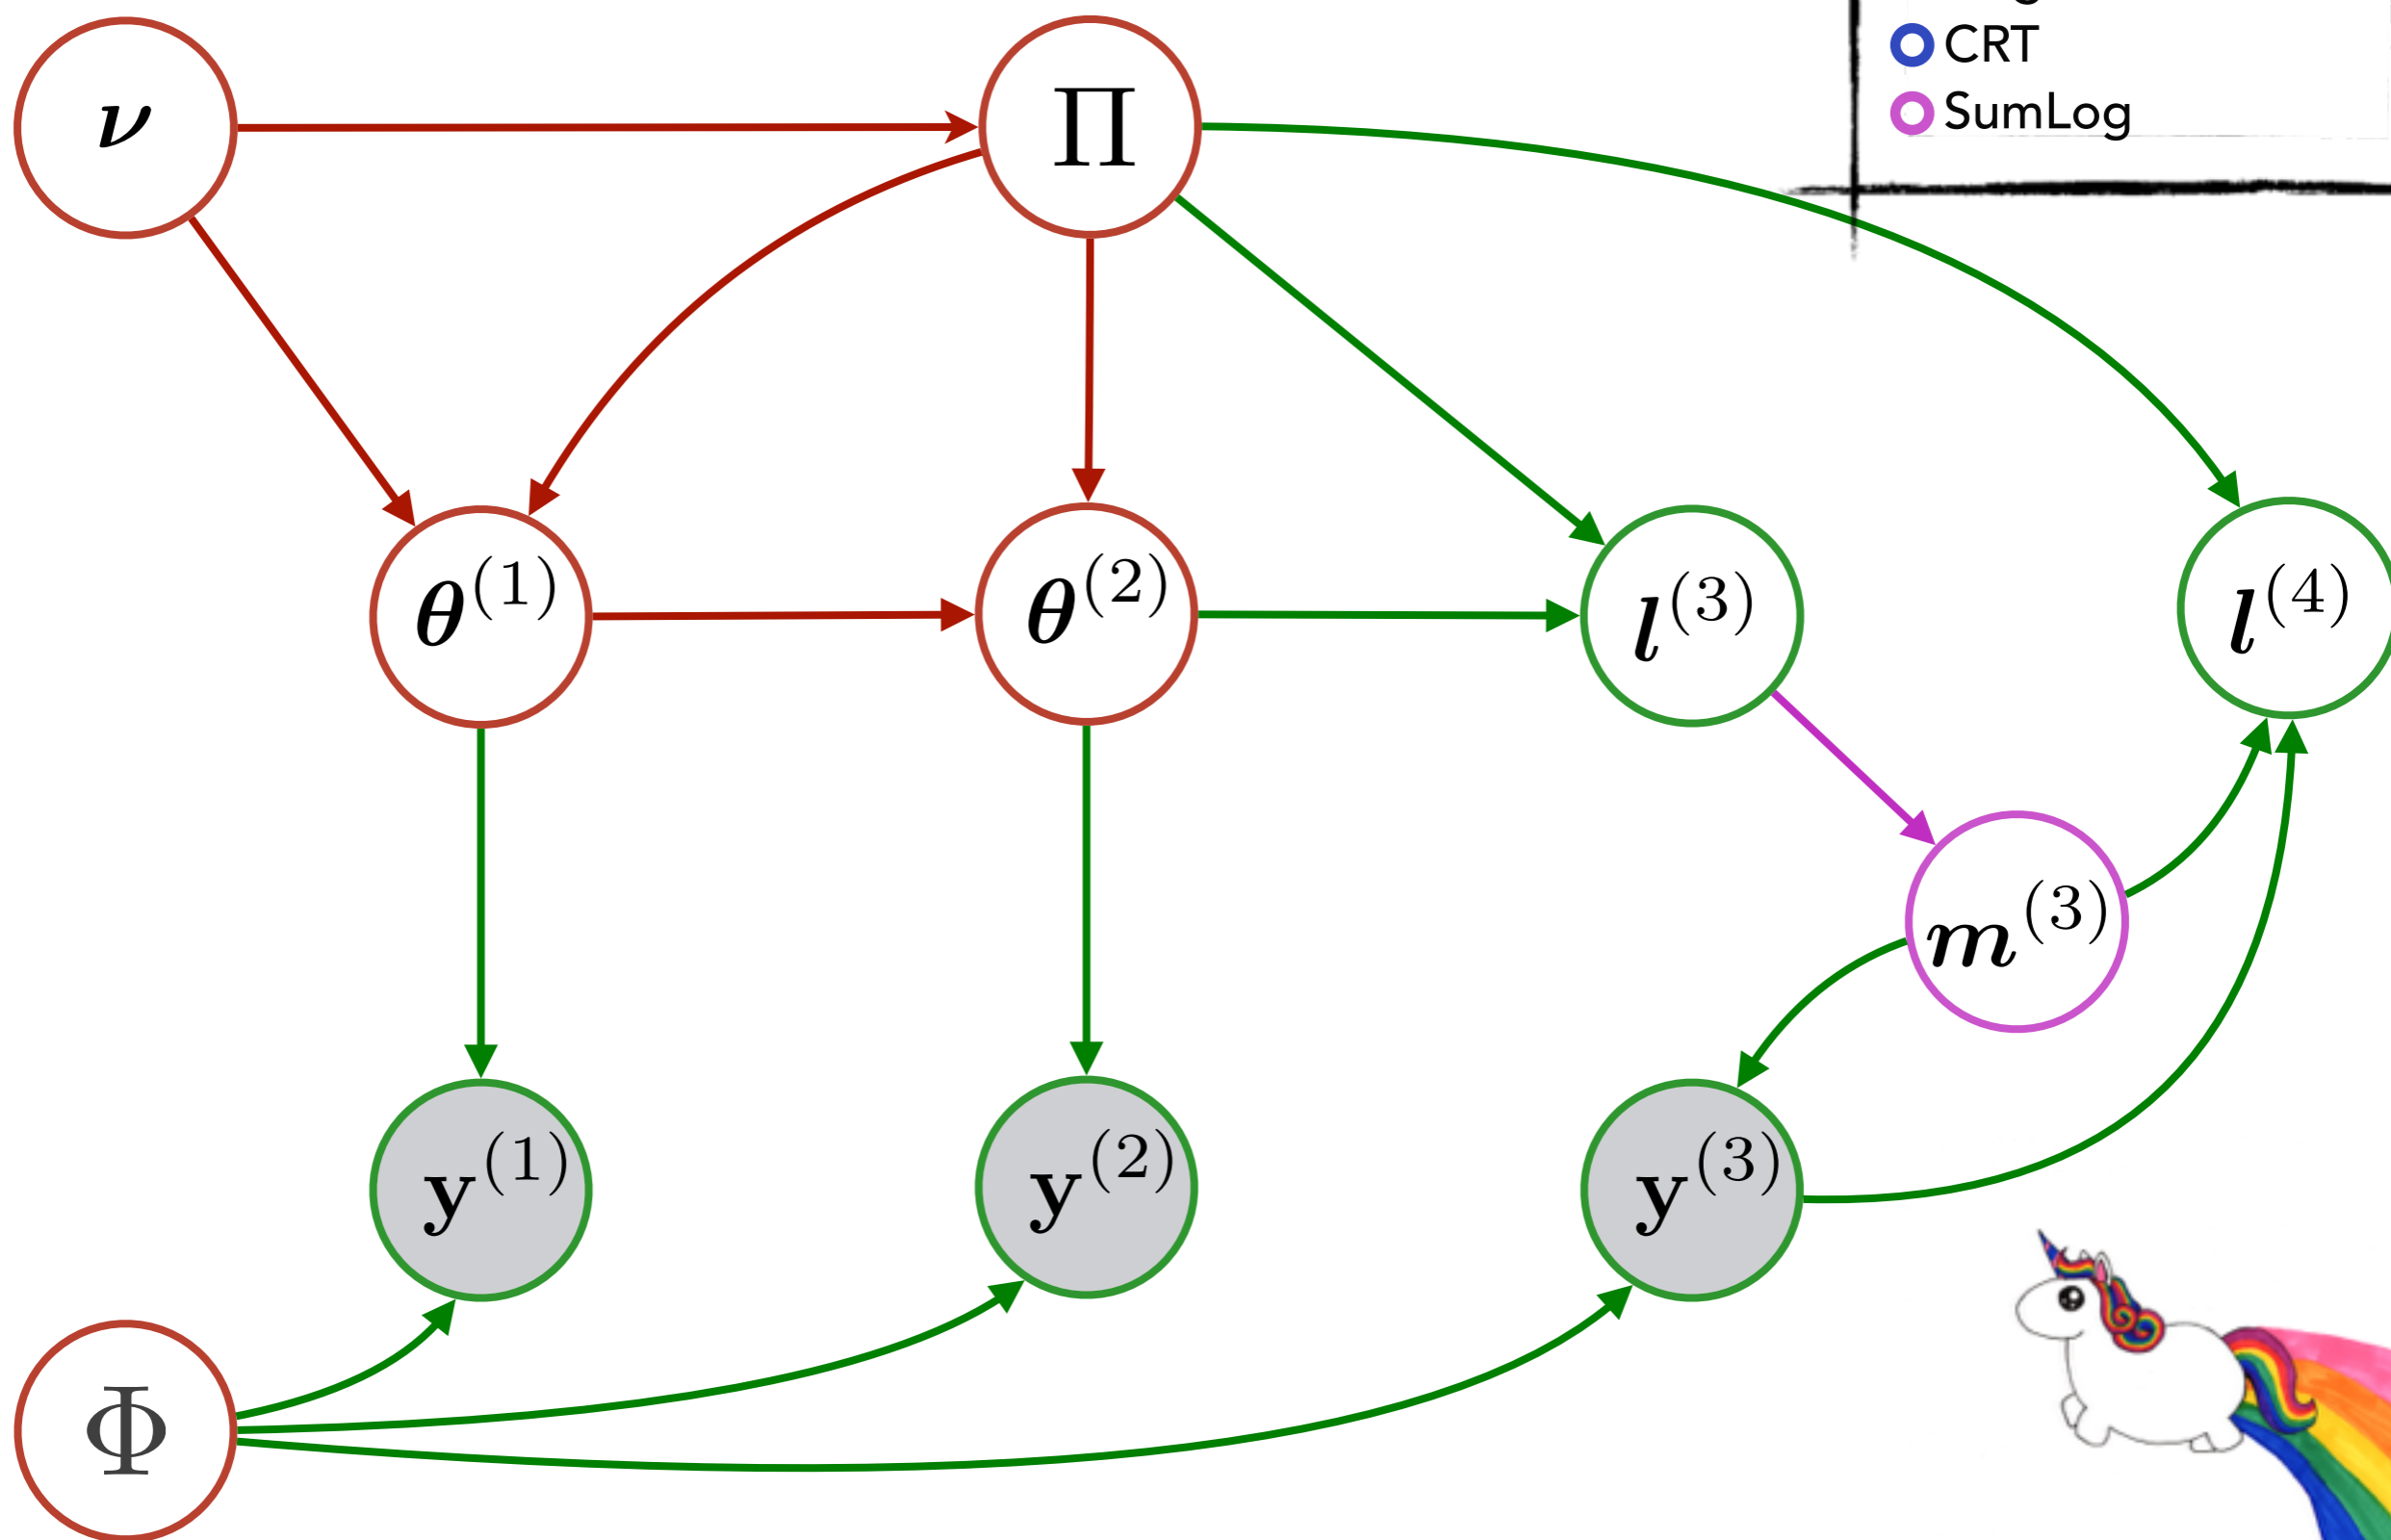 CRT
SumLog
ν
Π
θ^(1)
θ^(2)
l^(3)
l^(4)
m^(3)
y^(1)
y^(2)
y^(3)
Φ